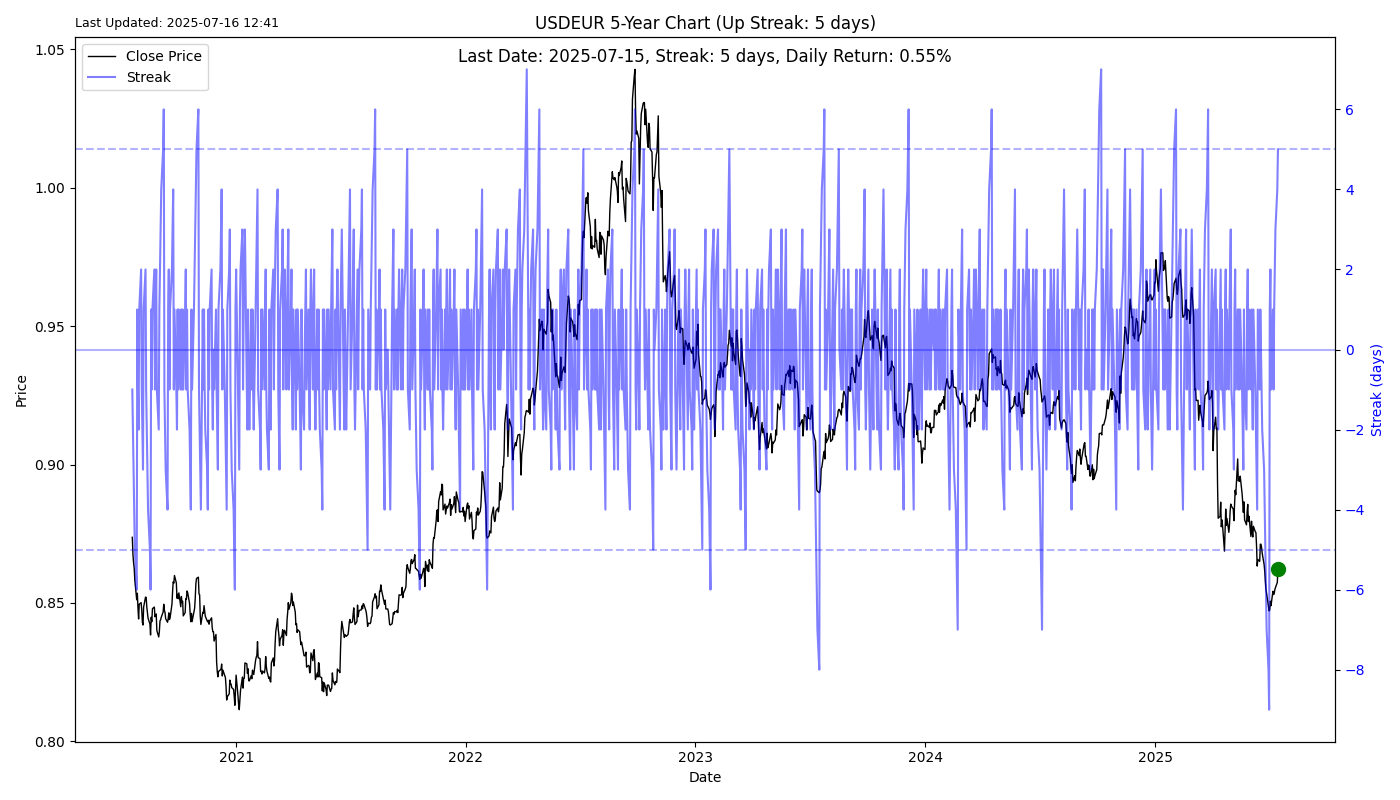 Last Updated: 2025-07-16 12:41
USDEUR 5-Year Chart (Up Streak: 5 days)
Last Date: 2025-07-15, Streak: 5 days, Daily Return: 0.55%
Close Price
Streak
1.05
1.00
0.95
0.90
0.85
0.80
Price
6
4
2
0
−2
−4
−6
−8
Streak (days)
2021
2022
2023
2024
2025
Date